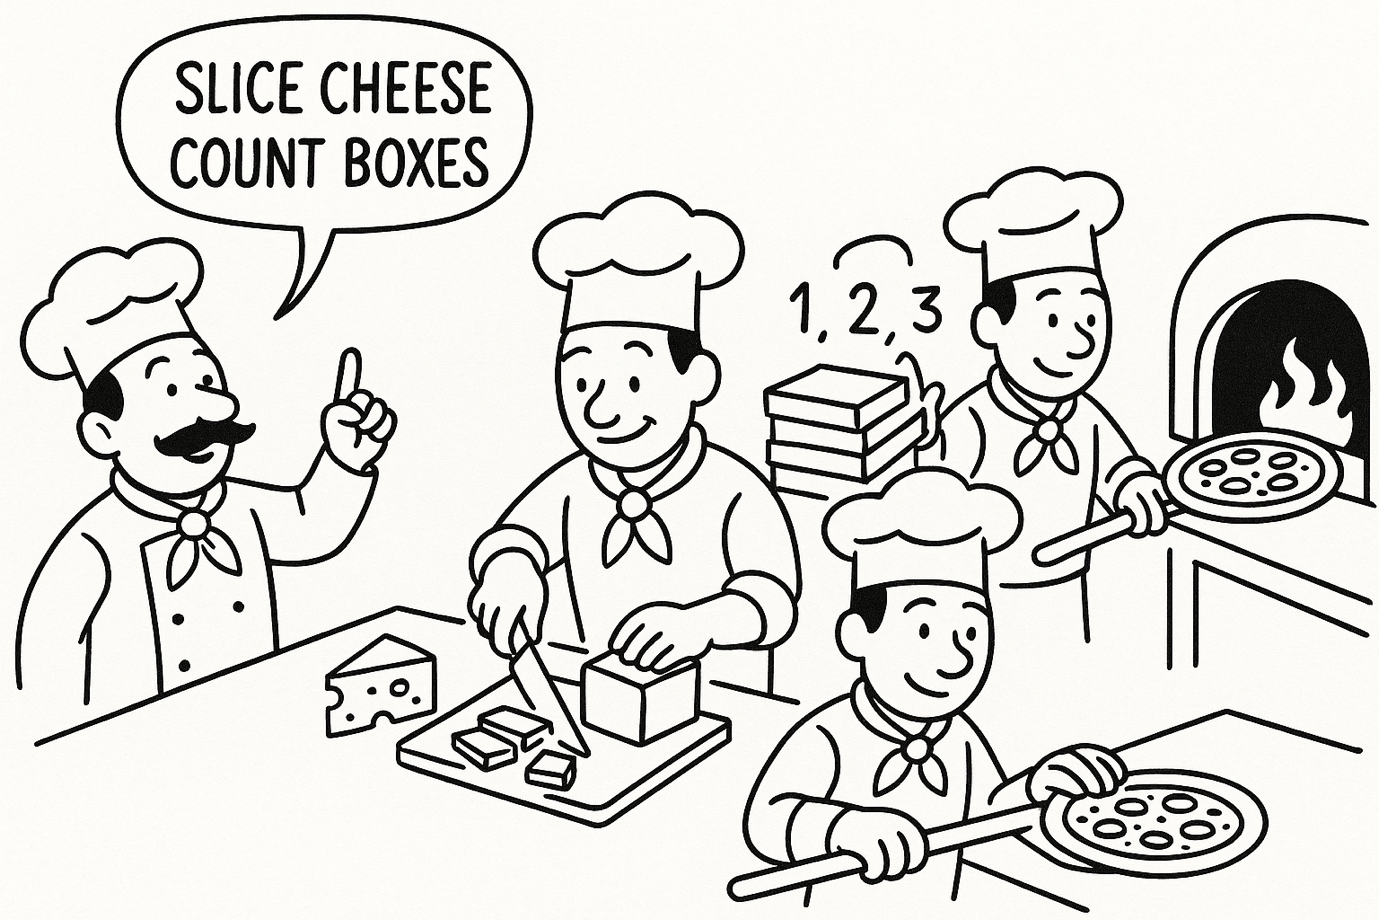 SLICE CHEESE
COUNT BOXES
1, 2, 3